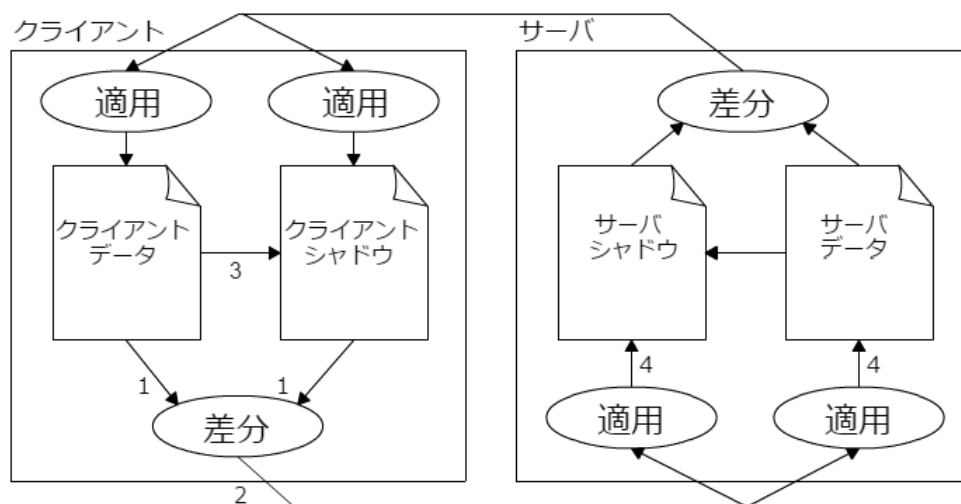 クライアント
サーバ
適用
適用
差分
クライアント
データ
クライアント
シャドウ
サーバ
シャドウ
サーバ
データ
3
1
1
4
4
差分
適用
適用
2